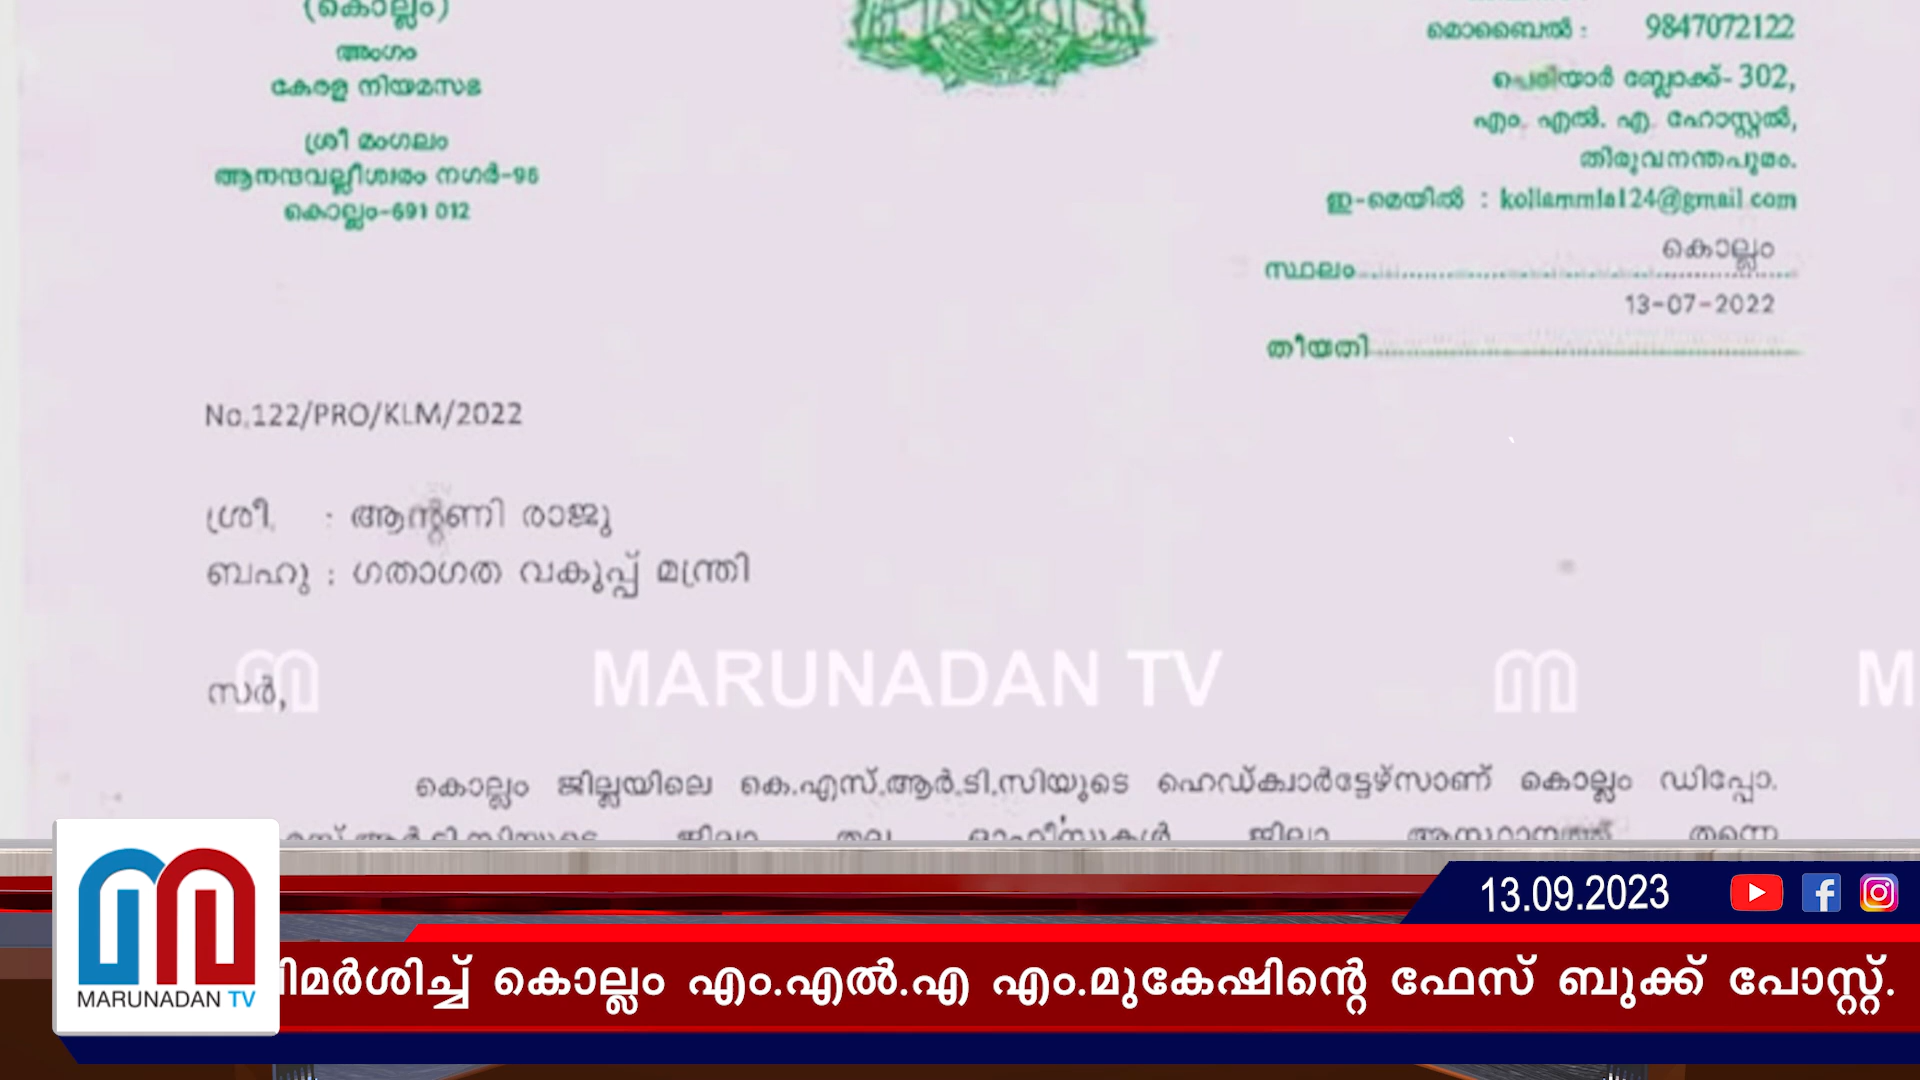 (കൊല്ലം)
അംഗം
കേരള നിയമസഭ
ശ്രീ മംഗലം
ആനന്ദവല്ലീശ്വരം നഗർ-96
കൊല്ലം-691 012
മൊബൈൽ : 9847072122
പെരിയാർ ബ്ലോക്ക്- 302,
എം. എൽ. എ. ഹോസ്റ്റൽ,
തിരുവനന്തപുരം.
ഇ-മെയിൽ : kollammla124@gmail.com
കൊല്ലം
സ്ഥലം
13-07-2022
തീയതി
No.122/PRO/KLM/2022
ശ്രീ. : ആന്റണി രാജു
ബഹു : ഗതാഗത വകുപ്പ് മന്ത്രി
സർ,
MARUNADAN TV
കൊല്ലം ജില്ലയിലെ കെ.എസ്.ആർ.ടി.സിയുടെ ഹെഡ്ക്വാർട്ടേഴ്സാണ് കൊല്ലം ഡിപ്പോ.
13.09.2023
കൊല്ലം എം.എൽ.എ എം.മുകേഷിന്റെ ഫേസ് ബുക്ക് പോസ്റ്റ്.
MARUNADAN TV